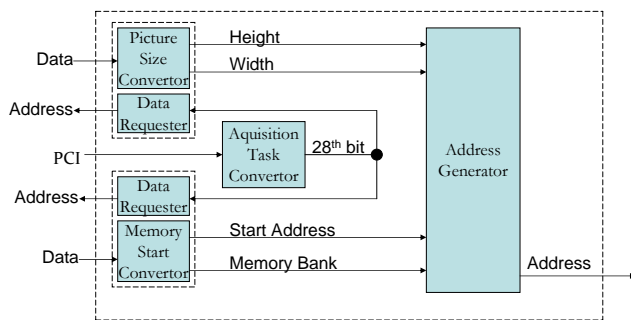 Picture
Size
Convertor
Height
Width
Data
Address
Data
Requester
Aquisition
Task
Convertor
28th bit
PCI
Address
Generator
Address
Data
Requester
Memory
Start
Convertor
Start Address
Memory Bank
Data
Address